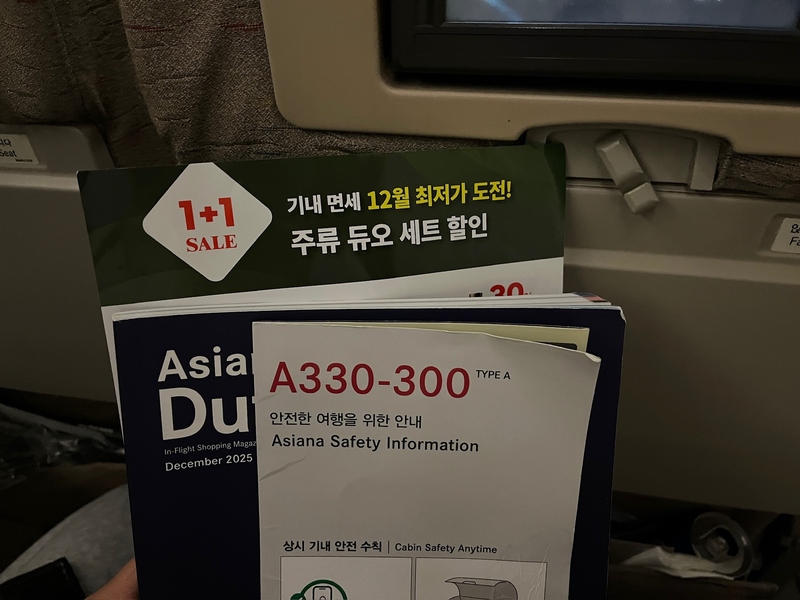 1+1
SALE
기내 면세 12월 최저가 도전!
주류 듀오 세트 할인
30
Asia
Du
In-Flight Shopping Magaz
December 2025
A330-300 TYPE A
안전한 여행을 위한 안내
Asiana Safety Information
상시 기내 안전 수칙 | Cabin Safety Anytime
Seat